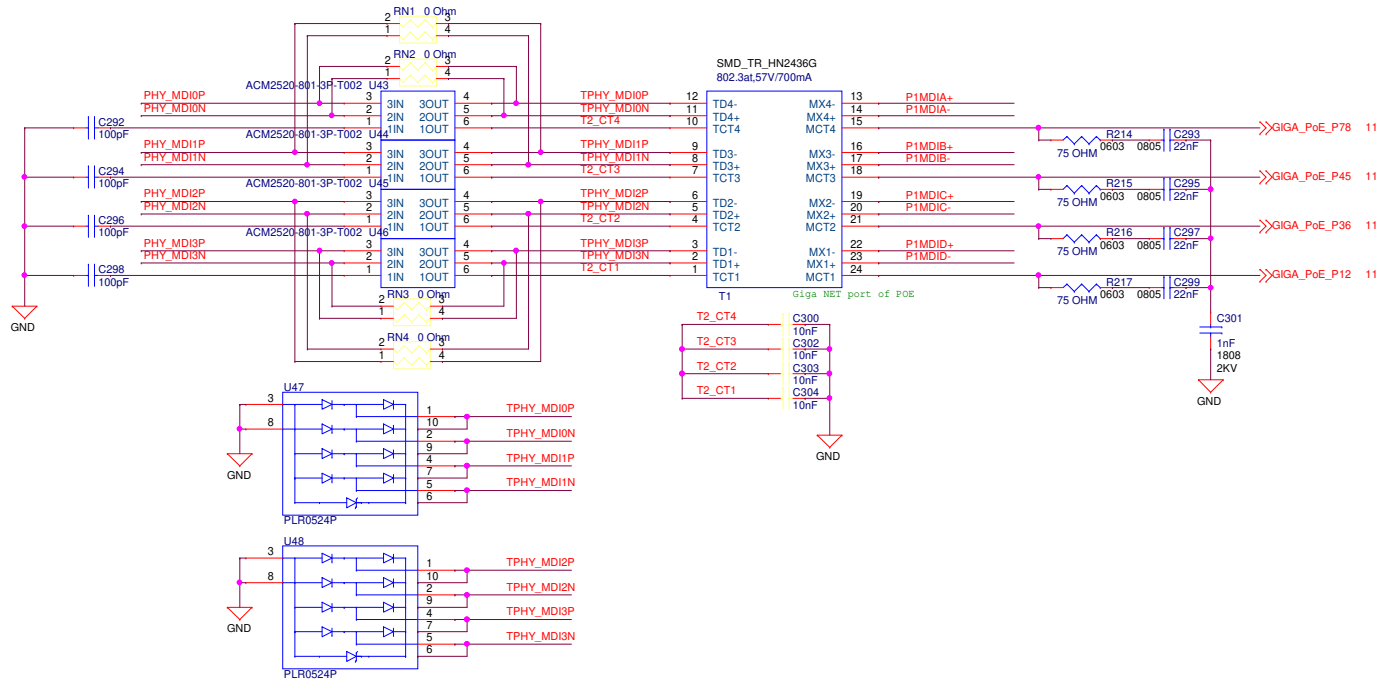 RN1 0 Ohm
2 3
1 4
RN2 0 Ohm
2 3
1 4
SMD_TR_HN2436G
802.3at,57V/700mA
ACM2520-801-3P-T002 U43
PHY_MDI0P 3 3IN 3OUT 4 TPHY_MDI0P 12 TD4- MX4- 13 P1MDIA+
PHY_MDI0N 2 2IN 2OUT 5 TPHY_MDI0N 11 TD4+ MX4+ 14 P1MDIA-
C292 1 1IN 1OUT 6 T2_CT4 10 TCT4 MCT4 15 GIGA_PoE_P78 11
100pF
R214 C293
75 OHM 0603 0805 22nF
ACM2520-801-3P-T002 U44
PHY_MDI1P 3 3IN 3OUT 4 TPHY_MDI1P 9 TD3- MX3- 16 P1MDIB+
PHY_MDI1N 2 2IN 2OUT 5 TPHY_MDI1N 8 TD3+ MX3+ 17 P1MDIB-
C294 1 1IN 1OUT 6 T2_CT3 7 TCT3 MCT3 18 GIGA_PoE_P45 11
100pF
R215 C295
75 OHM 0603 0805 22nF
ACM2520-801-3P-T002 U45
PHY_MDI2P 3 3IN 3OUT 4 TPHY_MDI2P 6 TD2- MX2- 19 P1MDIC+
PHY_MDI2N 2 2IN 2OUT 5 TPHY_MDI2N 5 TD2+ MX2+ 20 P1MDIC-
C296 1 1IN 1OUT 6 T2_CT2 4 TCT2 MCT2 21 GIGA_PoE_P36 11
100pF
R216 C297
75 OHM 0603 0805 22nF
ACM2520-801-3P-T002 U46
PHY_MDI3P 3 3IN 3OUT 4 TPHY_MDI3P 3 TD1- MX1- 22 P1MDID+
PHY_MDI3N 2 2IN 2OUT 5 TPHY_MDI3N 2 TD1+ MX1+ 23 P1MDID-
C298 1 1IN 1OUT 6 T2_CT1 1 TCT1 MCT1 24 GIGA_PoE_P12 11
100pF
R217 C299
75 OHM 0603 0805 22nF
RN3 0 Ohm
2 3
1 4
T1
Giga NET port of POE
GND
RN4 0 Ohm
2 3
1 4
T2_CT4 C300
10nF
T2_CT3 C302
10nF
T2_CT2 C303
10nF
T2_CT1 C304
10nF
GND
C301
1nF
1808
2KV
GND
U47
3 1 TPHY_MDI0P
8 10
2 TPHY_MDI0N
9
4 TPHY_MDI1P
7
5 TPHY_MDI1N
6
GND
PLR0524P
U48
3 1 TPHY_MDI2P
8 10
2 TPHY_MDI2N
9
4 TPHY_MDI3P
7
5 TPHY_MDI3N
6
GND
PLR0524P